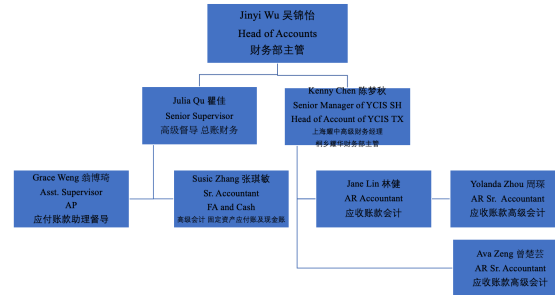 Jinyi Wu 吴锦怡
Head of Accounts
财务部主管
Julia Qu 瞿佳
Senior Supervisor
高级督导 总账财务
Kenny Chen 陈梦秋
Senior Manager of YCIS SH
Head of Account of YCIS TX
上海耀中高级财务经理
桐乡耀华财务部主管
Grace Weng 翁博琦
Asst. Supervisor
AP
应付账款助理督导
Susie Zhang 张琪敏
Sr. Accountant
FA and Cash
高级会计 固定资产应付账及现金账
Jane Lin 林健
AR Accountant
应收账款会计
Yolanda Zhou 周琛
AR Sr. Accountant
应收账款高级会计
Ava Zeng 曾楚芸
AR Sr. Accountant
应收账款高级会计